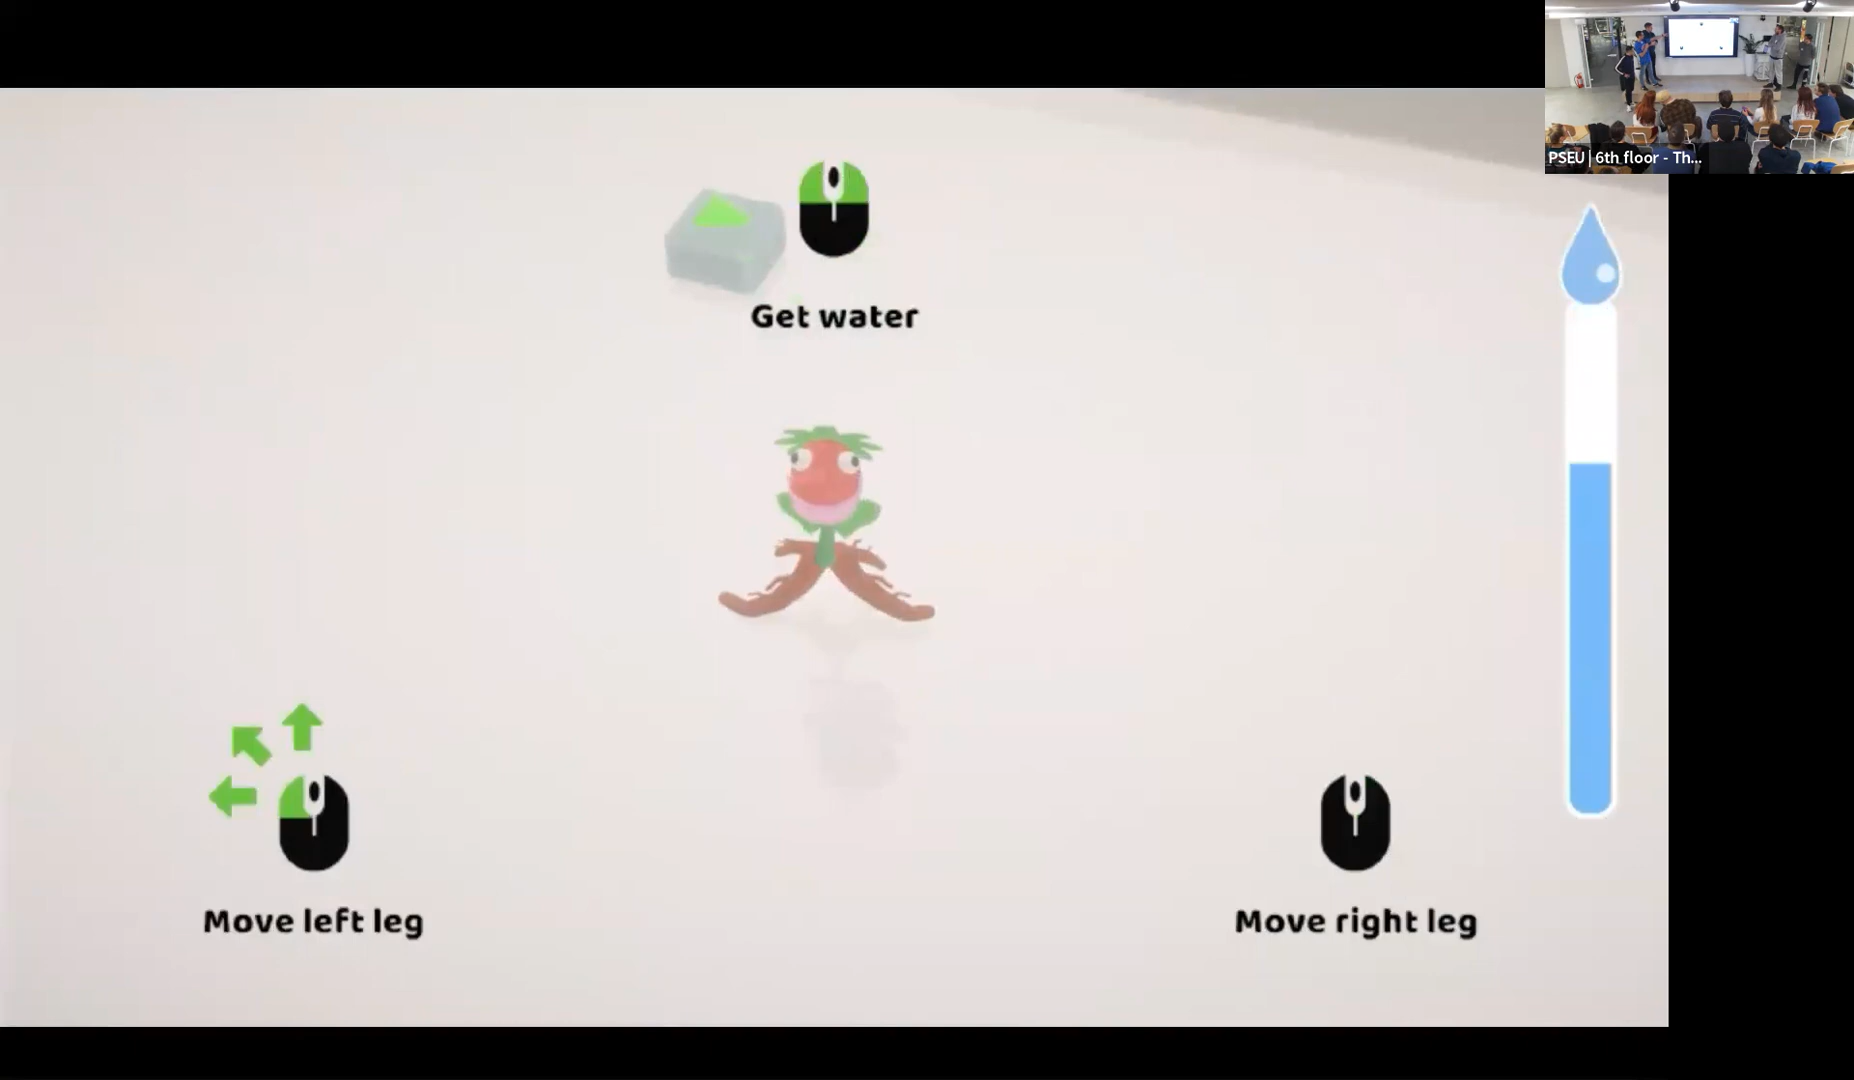 PSEU | 6th floor - Th...
Get water
Move left leg
Move right leg